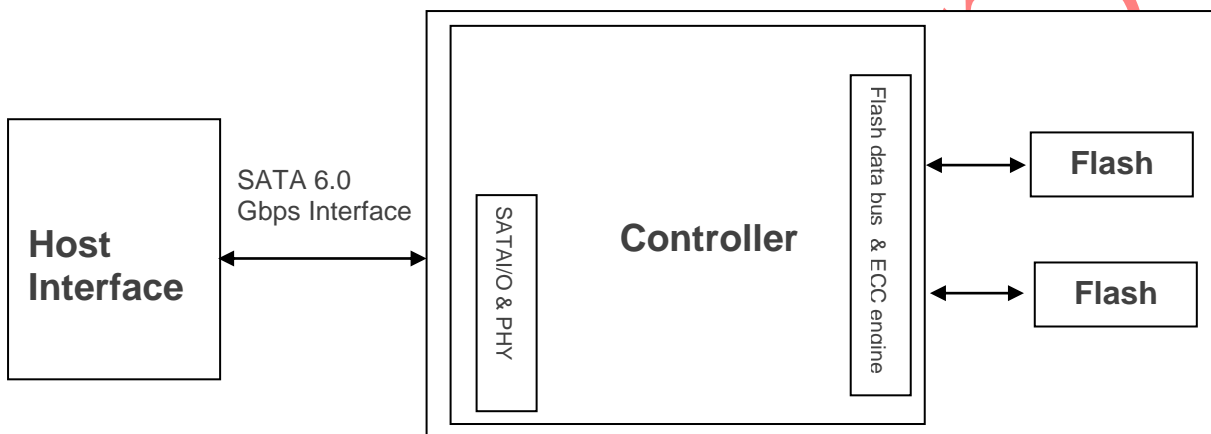 Host
Interface
SATA 6.0
Gbps Interface
SATAI/O & PHY
Controller
Flash data bus & ECC engine
Flash
Flash